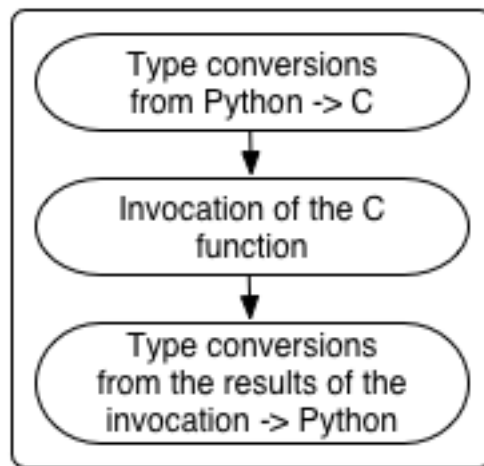 Type conversions
from Python -> C
Invocation of the C
function
Type conversions
from the results of the
invocation -> Python